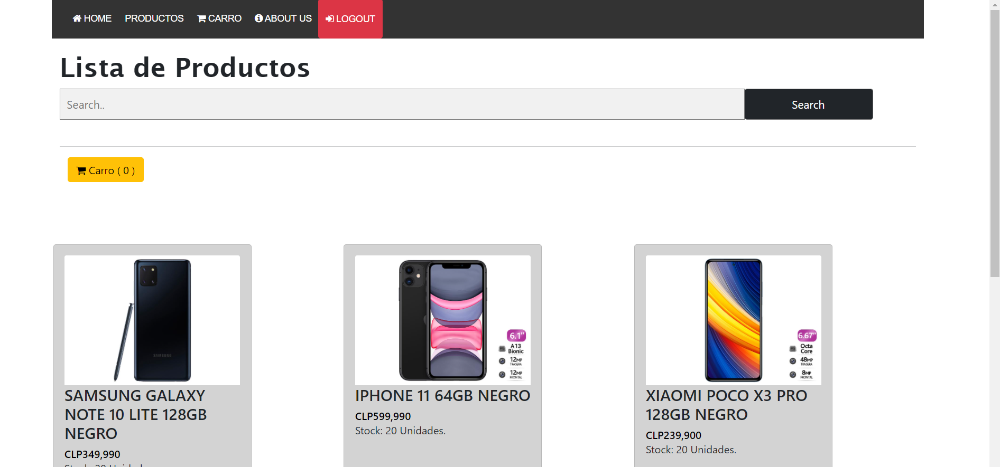 HOME PRODUCTOS CARRO ABOUT US LOGOUT
Lista de Productos
Search.. Search
Carro ( 0 )
SAMSUNG
6.1”
A13
Bionic
12MP
TRASERA
12MP
FRONTAL
6.67”
Octa
Core
48MP
TRASERA
8MP
FRONTAL
SAMSUNG GALAXY
NOTE 10 LITE 128GB
NEGRO
CLP349,990
IPHONE 11 64GB NEGRO
CLP599,990
Stock: 20 Unidades.
XIAOMI POCO X3 PRO
128GB NEGRO
CLP239,900
Stock: 20 Unidades.